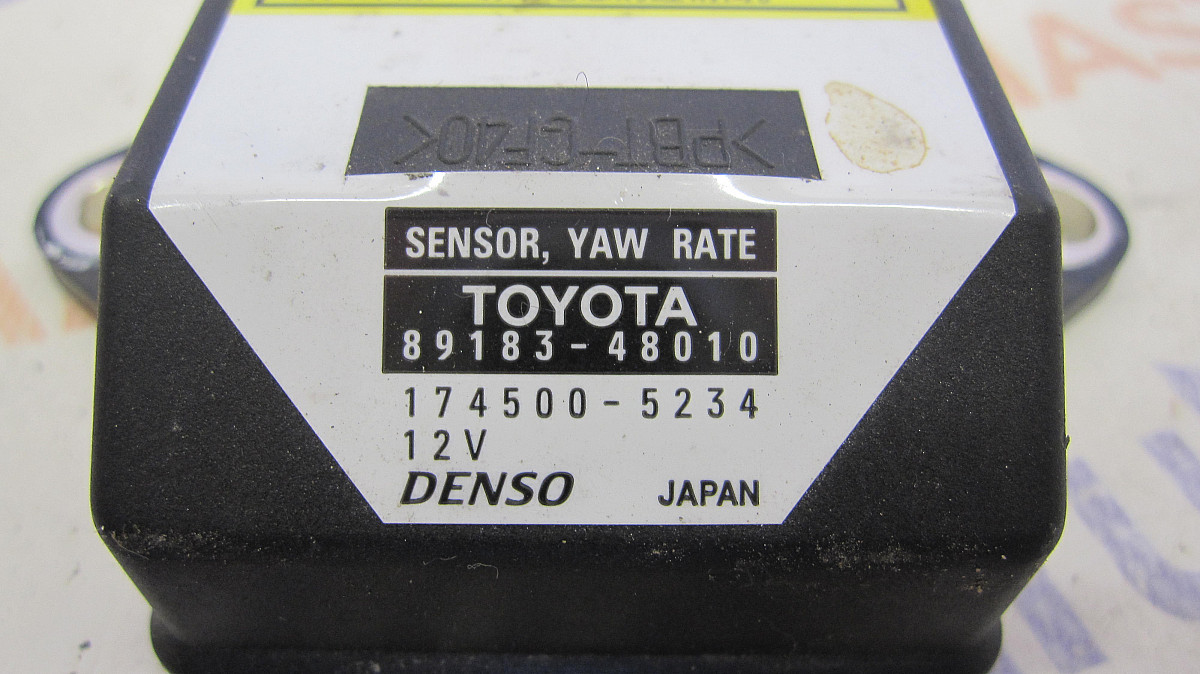 >PBT-GF40<
SENSOR, YAW RATE
TOYOTA
89183-48010
174500-5234
12V
DENSO JAPAN